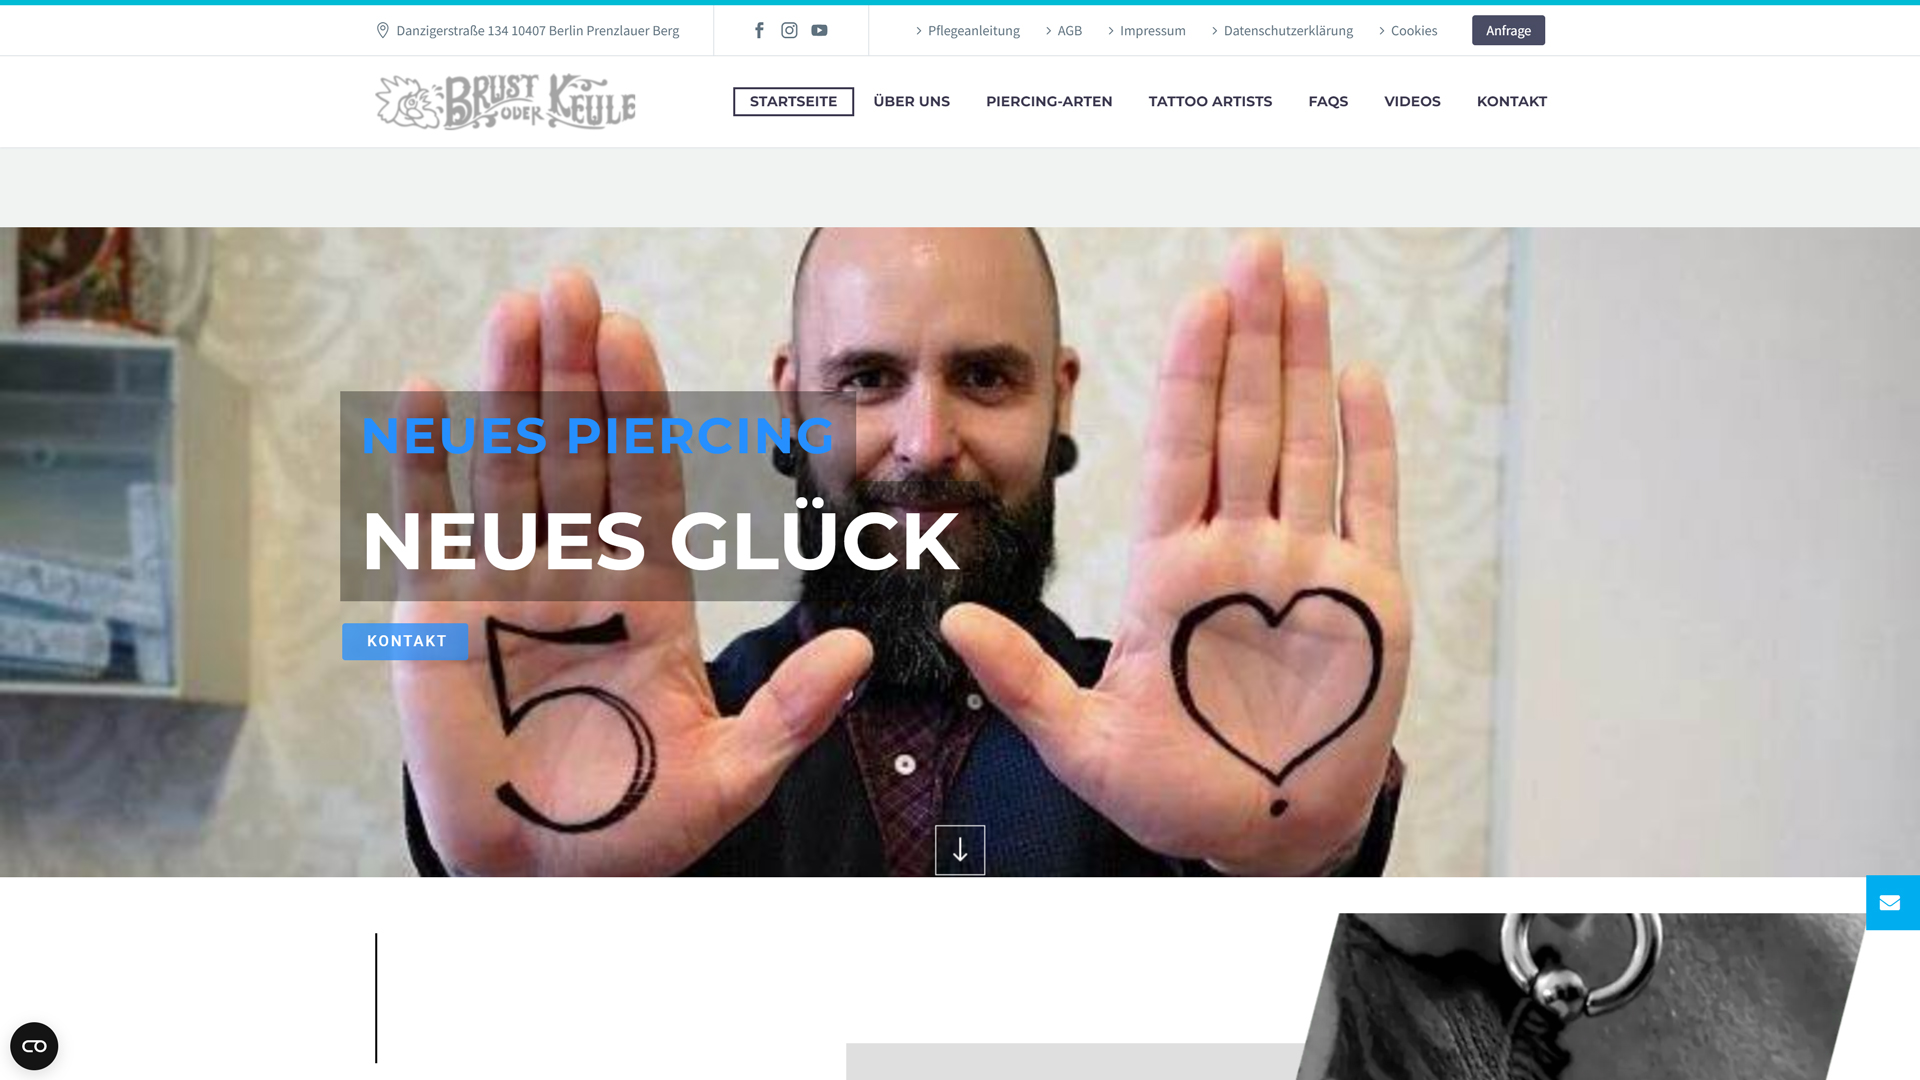 Danzigerstraße 134 10407 Berlin Prenzlauer Berg
Pflegeanleitung
AGB
Impressum
Datenschutzerklärung
Cookies
Anfrage
BRUST ODER KEULE
STARTSEITE
ÜBER UNS
PIERCING-ARTEN
TATTOO ARTISTS
FAQS
VIDEOS
KONTAKT
NEUES PIERCING
NEUES GLÜCK
KONTAKT
5